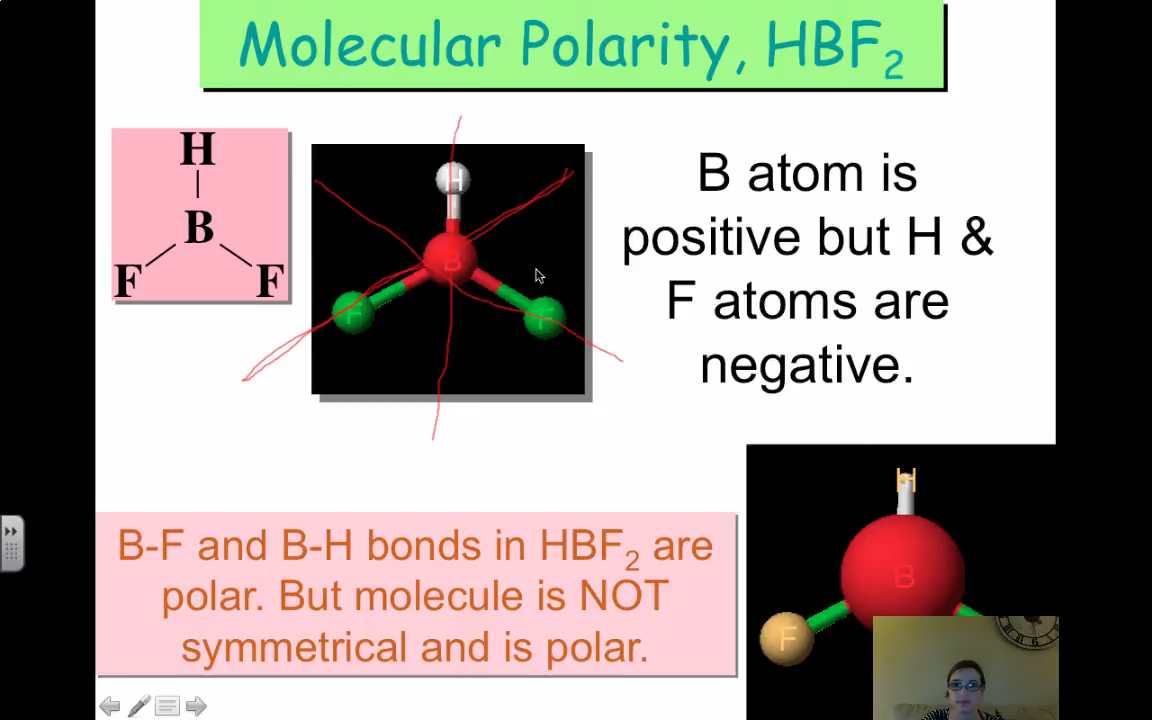 Molecular Polarity, HBF₂
H
B
F F
H
B
F F
B atom is
positive but H &
F atoms are
negative.
B-F and B-H bonds in HBF₂ are
polar. But molecule is NOT
symmetrical and is polar.
H
B
F